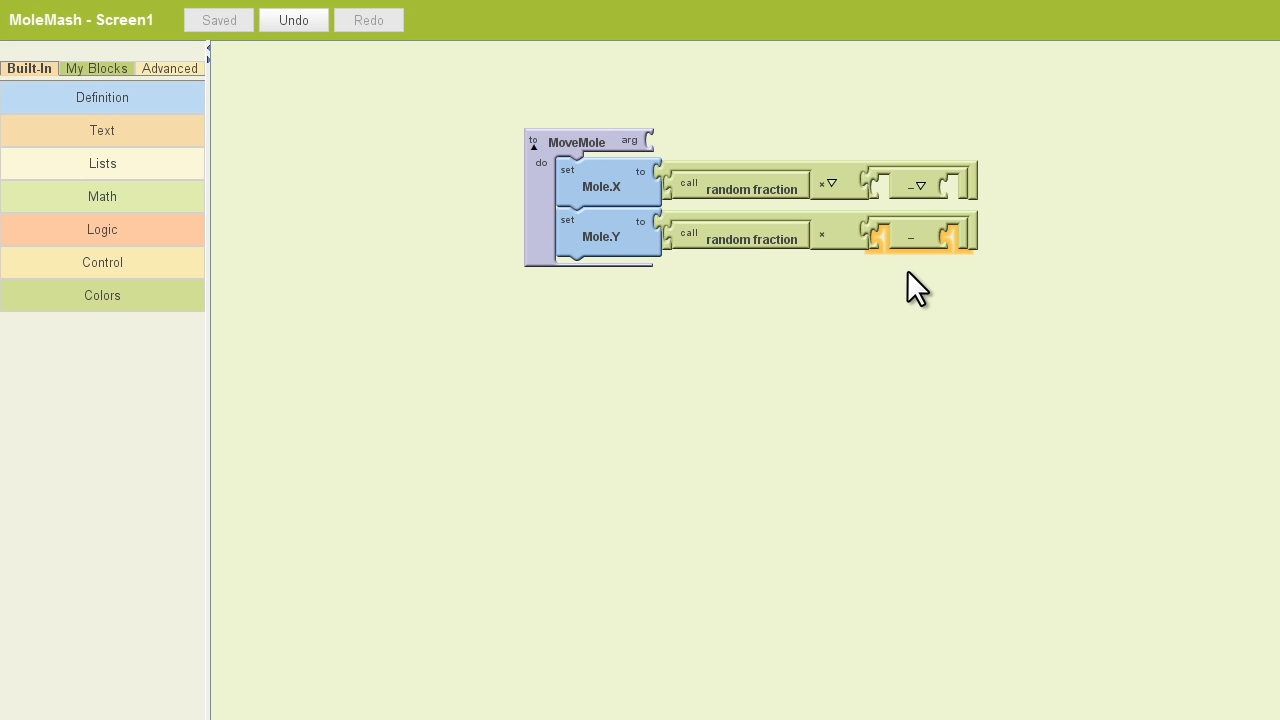 MoleMash - Screen1 Saved Undo Redo
Built-In My Blocks Advanced
Definition
Text
Lists
Math
Logic
Control
Colors
to MoveMole arg
do
set Mole.X to call random fraction × −
set Mole.Y to call random fraction × −